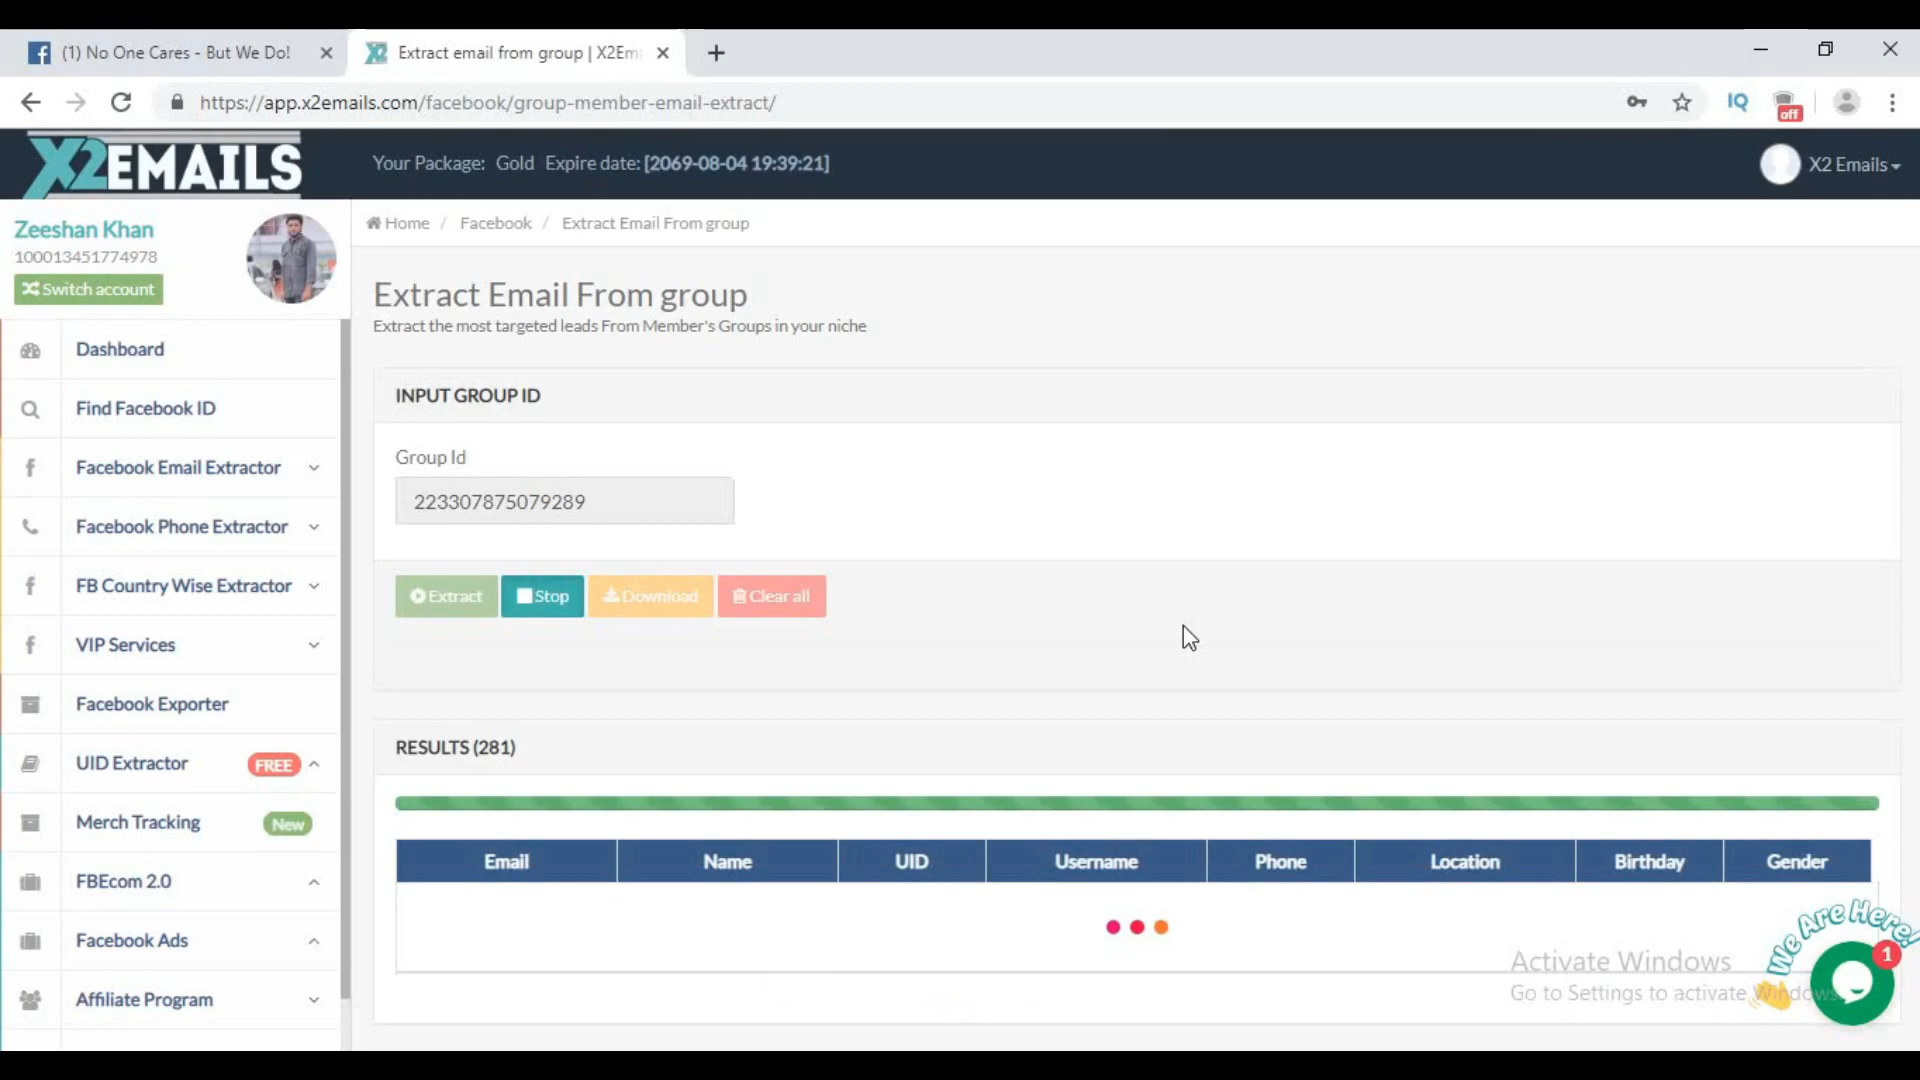 (1) No One Cares - But We Do!
Extract email from group | X2Em
https://app.x2emails.com/facebook/group-member-email-extract/
IQ
off
X2EMAILS
Your Package: Gold Expire date: [2069-08-04 19:39:21]
X2 Emails
Zeeshan Khan
100013451774978
Switch account
Home / Facebook / Extract Email From group
Extract Email From group
Extract the most targeted leads From Member's Groups in your niche
Dashboard
Find Facebook ID
Facebook Email Extractor
Facebook Phone Extractor
FB Country Wise Extractor
VIP Services
Facebook Exporter
UID Extractor FREE
Merch Tracking New
FBEcom 2.0
Facebook Ads
Affiliate Program
INPUT GROUP ID
Group Id
223307875079289
Extract Stop Download Clear all
RESULTS (281)
Email Name UID Username Phone Location Birthday Gender
Activate Windows
Go to Settings to activate Windows
We Are Here!
1